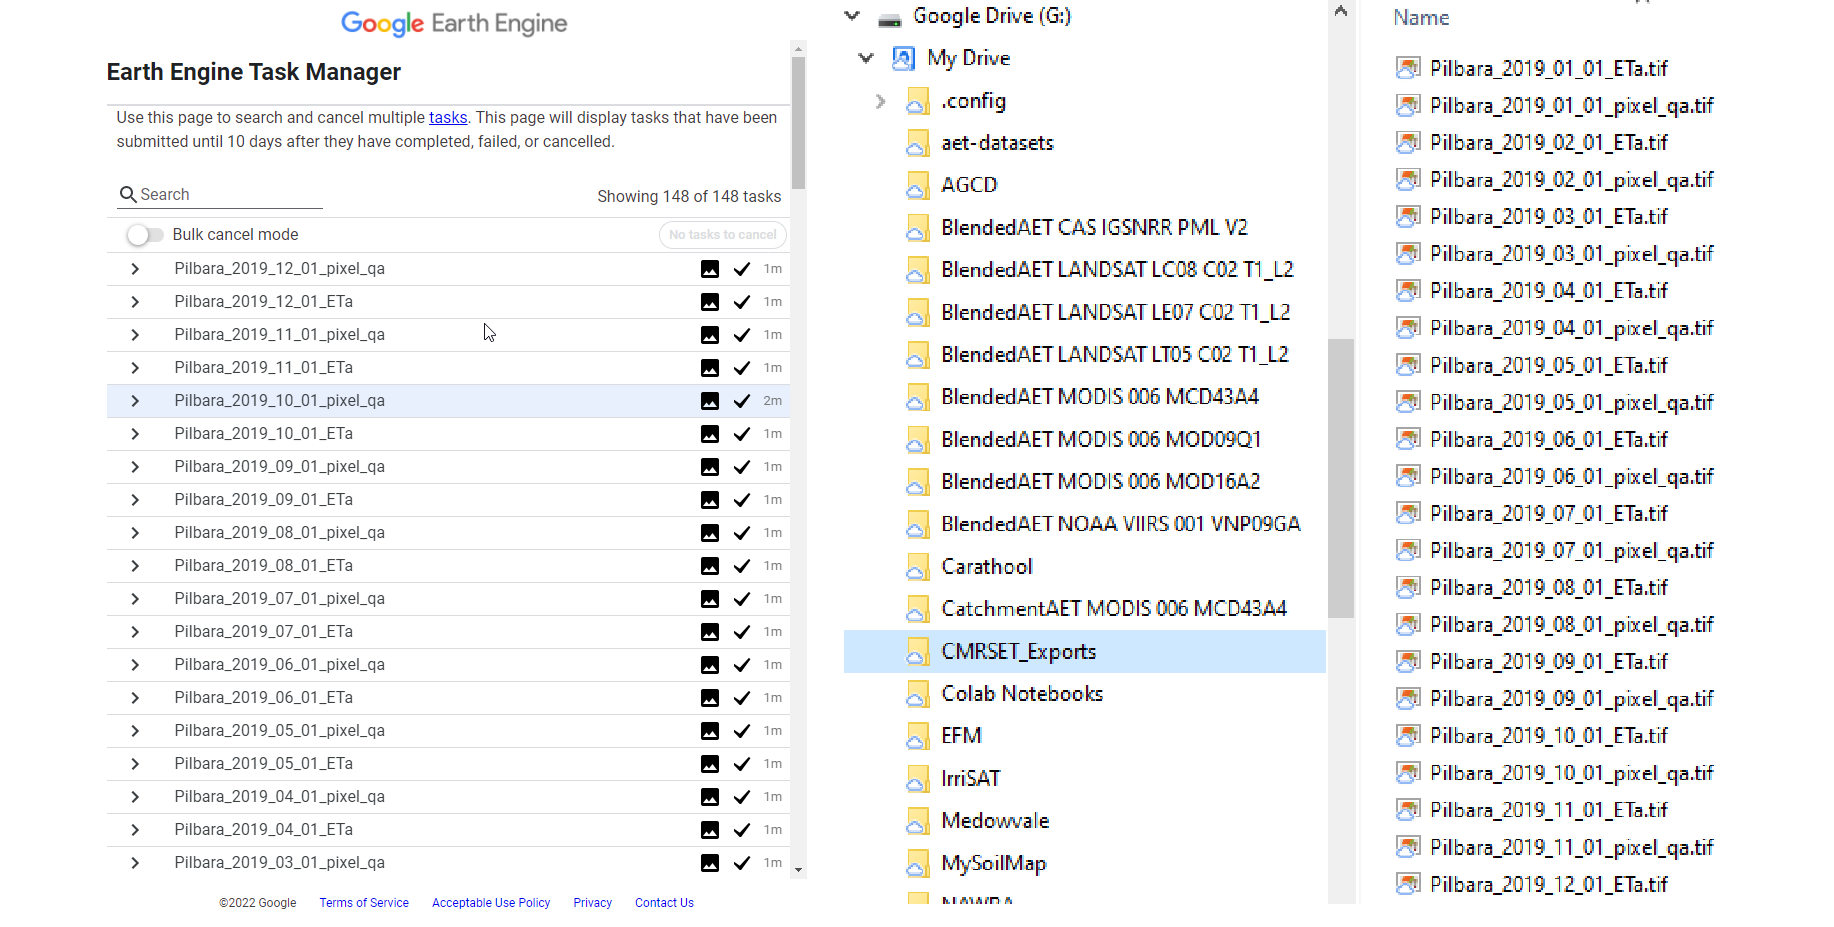 Google Earth Engine
Earth Engine Task Manager
Use this page to search and cancel multiple tasks. This page will display tasks that have been
submitted until 10 days after they have completed, failed, or cancelled.
Search
Showing 148 of 148 tasks
Bulk cancel mode
No tasks to cancel
Pilbara_2019_12_01_pixel_qa 1m
Pilbara_2019_12_01_ETa 1m
Pilbara_2019_11_01_pixel_qa 1m
Pilbara_2019_11_01_ETa 1m
Pilbara_2019_10_01_pixel_qa 2m
Pilbara_2019_10_01_ETa 1m
Pilbara_2019_09_01_pixel_qa 1m
Pilbara_2019_09_01_ETa 1m
Pilbara_2019_08_01_pixel_qa 1m
Pilbara_2019_08_01_ETa 1m
Pilbara_2019_07_01_pixel_qa 1m
Pilbara_2019_07_01_ETa 1m
Pilbara_2019_06_01_pixel_qa 1m
Pilbara_2019_06_01_ETa 1m
Pilbara_2019_05_01_pixel_qa 1m
Pilbara_2019_05_01_ETa 1m
Pilbara_2019_04_01_pixel_qa 1m
Pilbara_2019_04_01_ETa 1m
Pilbara_2019_03_01_pixel_qa 1m
©2022 Google Terms of Service Acceptable Use Policy Privacy Contact Us
Google Drive (G:)
My Drive
.config
aet-datasets
AGCD
BlendedAET CAS IGSNRR PML V2
BlendedAET LANDSAT LC08 C02 T1_L2
BlendedAET LANDSAT LE07 C02 T1_L2
BlendedAET LANDSAT LT05 C02 T1_L2
BlendedAET MODIS 006 MCD43A4
BlendedAET MODIS 006 MOD09Q1
BlendedAET MODIS 006 MOD16A2
BlendedAET NOAA VIIRS 001 VNP09GA
Carathool
CatchmentAET MODIS 006 MCD43A4
CMRSET_Exports
Colab Notebooks
EFM
IrriSAT
Medowvale
MySoilMap
Name
Pilbara_2019_01_01_ETa.tif
Pilbara_2019_01_01_pixel_qa.tif
Pilbara_2019_02_01_ETa.tif
Pilbara_2019_02_01_pixel_qa.tif
Pilbara_2019_03_01_ETa.tif
Pilbara_2019_03_01_pixel_qa.tif
Pilbara_2019_04_01_ETa.tif
Pilbara_2019_04_01_pixel_qa.tif
Pilbara_2019_05_01_ETa.tif
Pilbara_2019_05_01_pixel_qa.tif
Pilbara_2019_06_01_ETa.tif
Pilbara_2019_06_01_pixel_qa.tif
Pilbara_2019_07_01_ETa.tif
Pilbara_2019_07_01_pixel_qa.tif
Pilbara_2019_08_01_ETa.tif
Pilbara_2019_08_01_pixel_qa.tif
Pilbara_2019_09_01_ETa.tif
Pilbara_2019_09_01_pixel_qa.tif
Pilbara_2019_10_01_ETa.tif
Pilbara_2019_10_01_pixel_qa.tif
Pilbara_2019_11_01_ETa.tif
Pilbara_2019_11_01_pixel_qa.tif
Pilbara_2019_12_01_ETa.tif